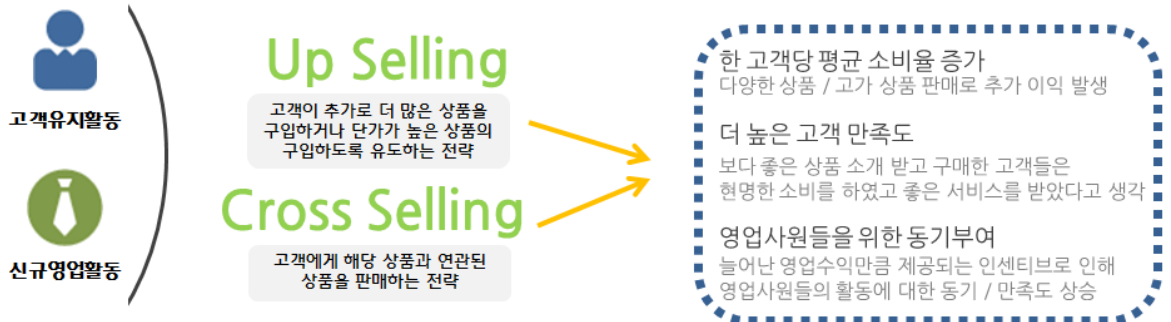 고객유지활동
신규영업활동
Up Selling
고객이 추가로 더 많은 상품을
구입하거나 단가가 높은 상품의
구입하도록 유도하는 전략
Cross Selling
고객에게 해당 상품과 연관된
상품을 판매하는 전략
한 고객당 평균 소비율 증가
다양한 상품 / 고가 상품 판매로 추가 이익 발생
더 높은 고객 만족도
보다 좋은 상품 소개 받고 구매한 고객들은
현명한 소비를 하였고 좋은 서비스를 받았다고 생각
영업사원들을 위한 동기부여
늘어난 영업수익만큼 제공되는 인센티브로 인해
영업사원들의 활동에 대한 동기 / 만족도 상승